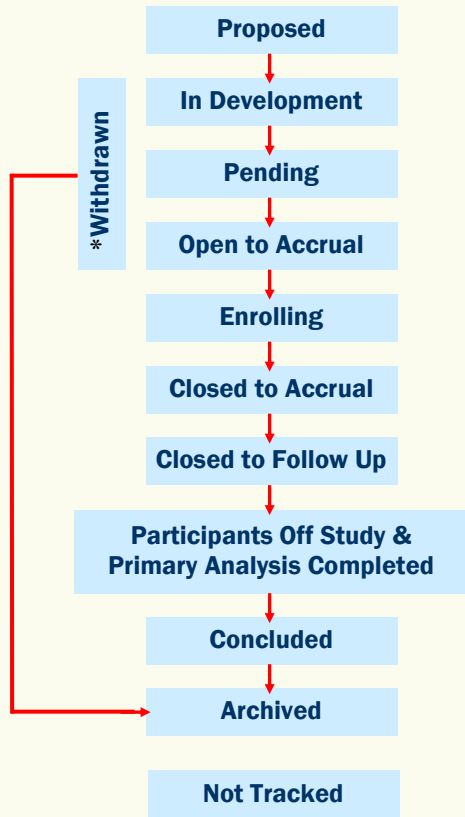 Proposed
In Development
*Withdrawn
Pending
Open to Accrual
Enrolling
Closed to Accrual
Closed to Follow Up
Participants Off Study &
Primary Analysis Completed
Concluded
Archived
Not Tracked